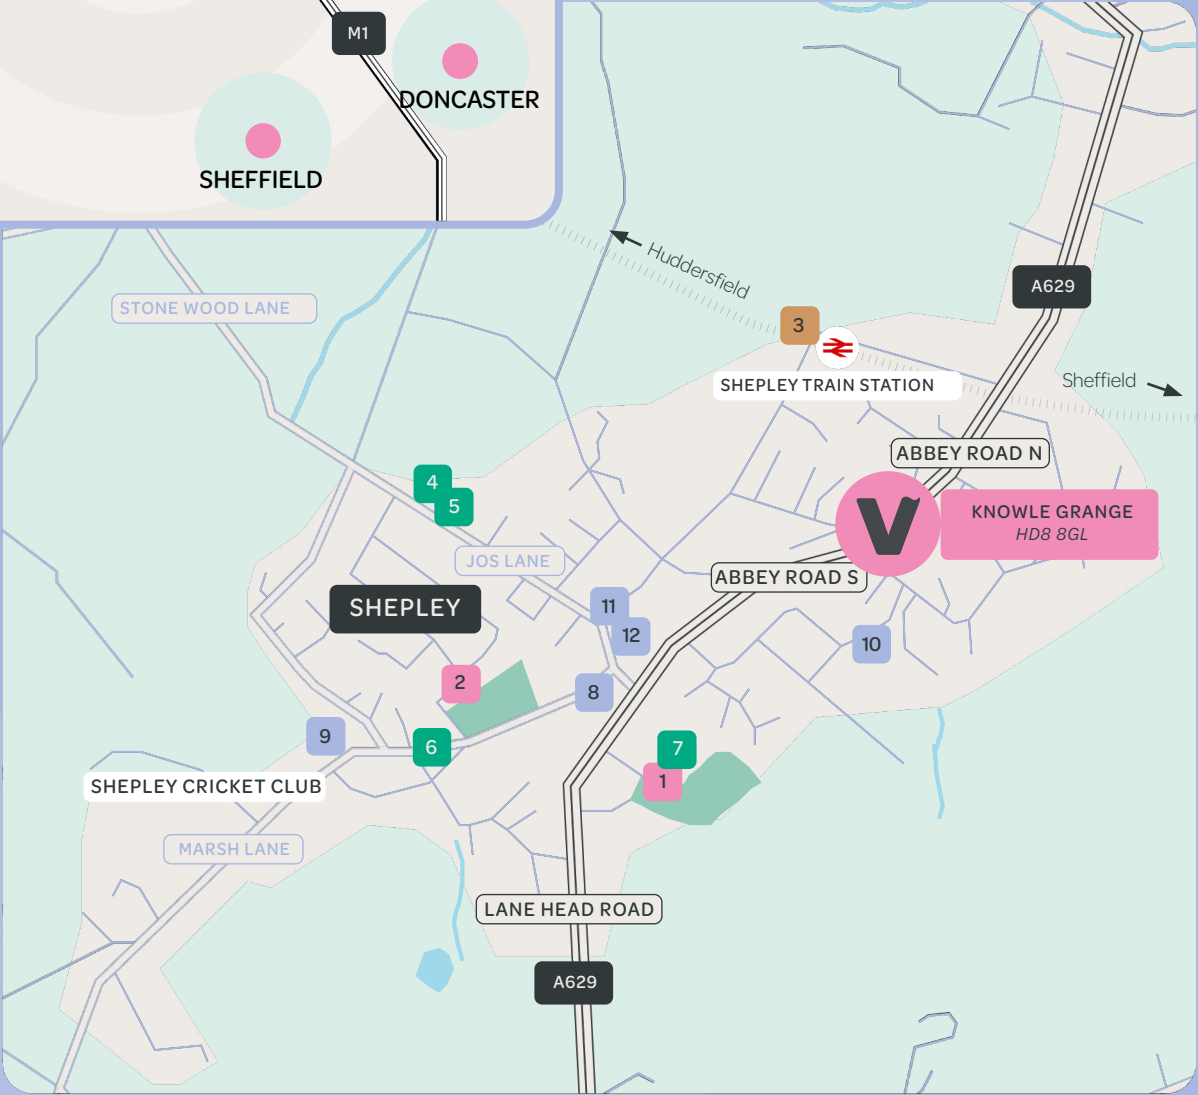 M1
DONCASTER
SHEFFIELD
Huddersfield
A629
STONE WOOD LANE
3
SHEPLEY TRAIN STATION
Sheffield
ABBEY ROAD N
4
5
V
KNOWLE GRANGE
HD8 8GL
JOS LANE
ABBEY ROAD S
SHEPLEY
11
12
10
2
8
9
6
7
1
SHEPLEY CRICKET CLUB
MARSH LANE
LANE HEAD ROAD
A629